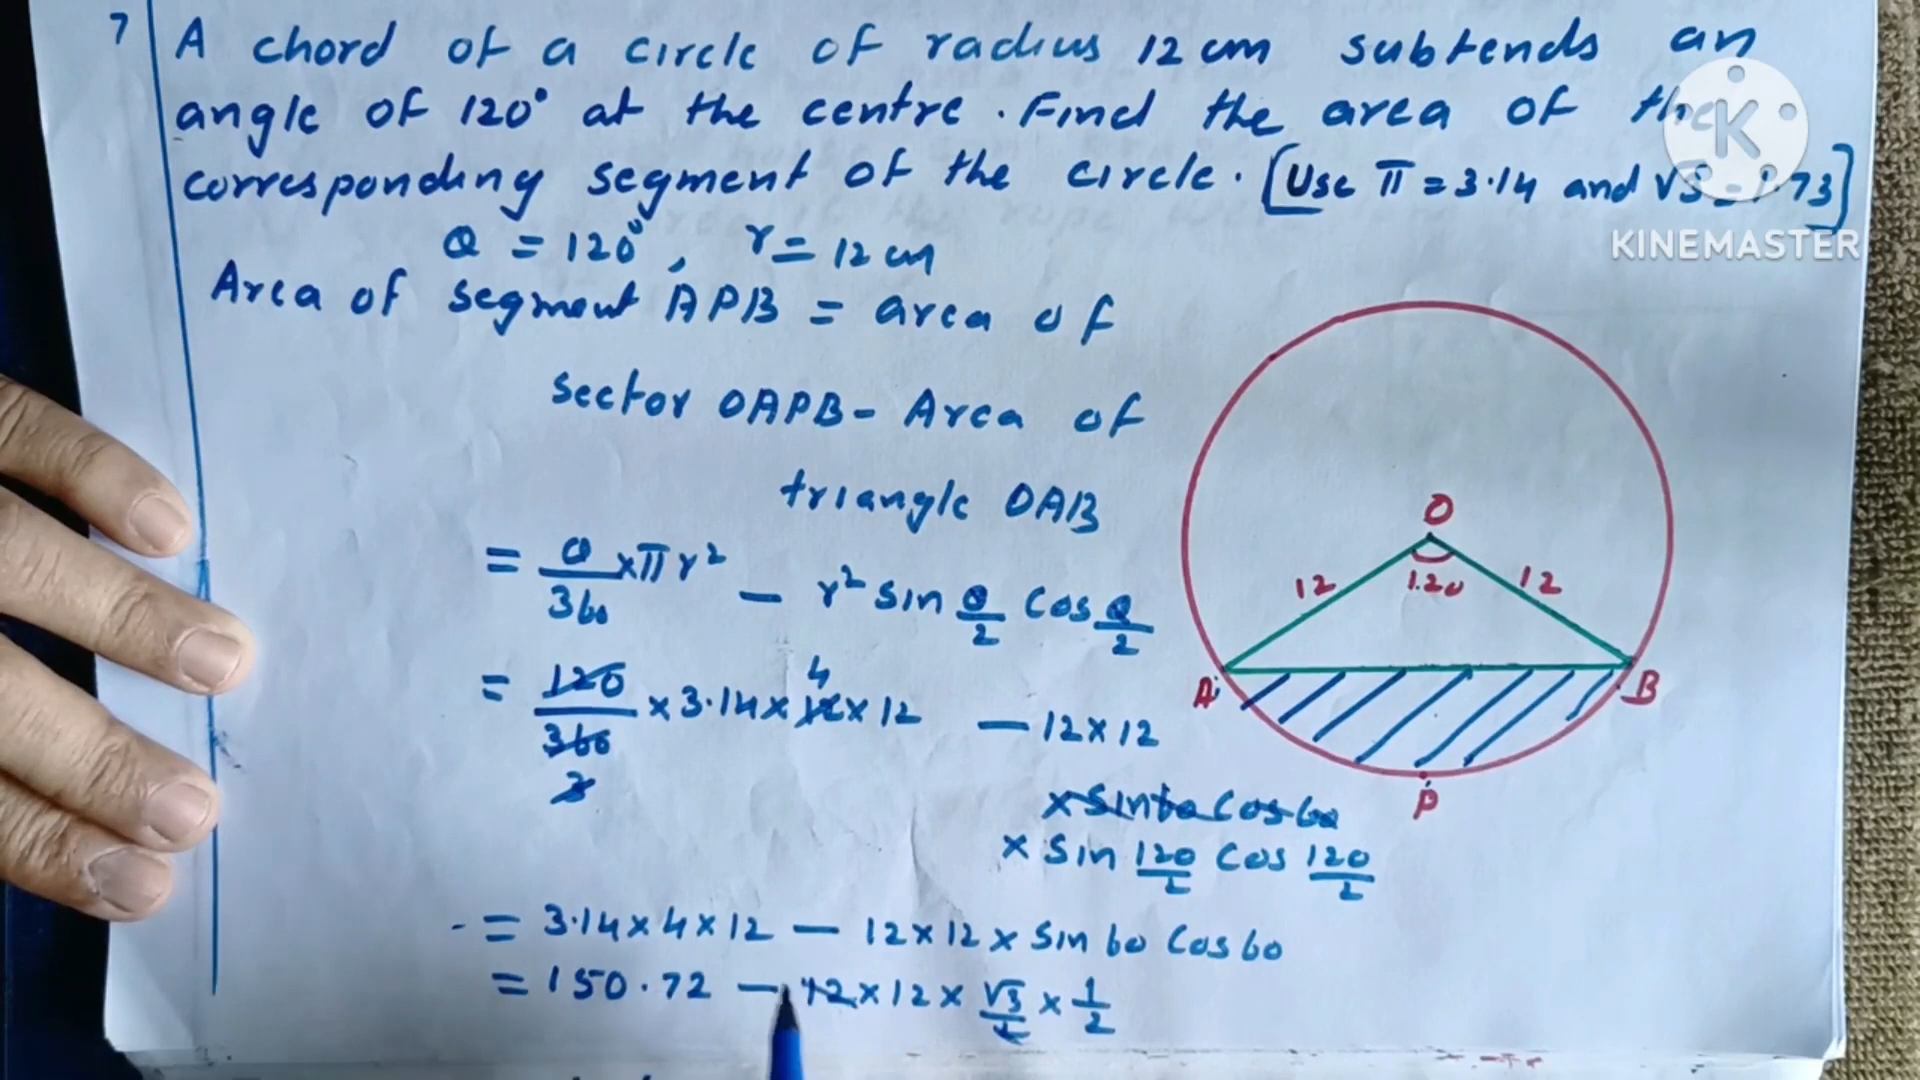 7 A chord of a circle of radius 12 cm subtends an
angle of 120° at the centre. Find the area of the
corresponding segment of the circle. [Use π = 3.14 and √3 = 1.73]
K
KINEMASTER
θ = 120°, r = 12 cm
Area of segment APB = area of
sector OAPB - Area of
triangle OAB
= θ/360 × π r² - r² sin θ/2 cos θ/2
= 120/360 × 3.14 × 12 × 12 - 12 × 12
3
4
× sin 60 cos 60
× sin 120/2 cos 120/2
= 3.14 × 4 × 12 - 12 × 12 × sin 60 cos 60
= 150.72 - 12 × 12 × √3/2 × 1/2
O
12
120
12
A
B
P